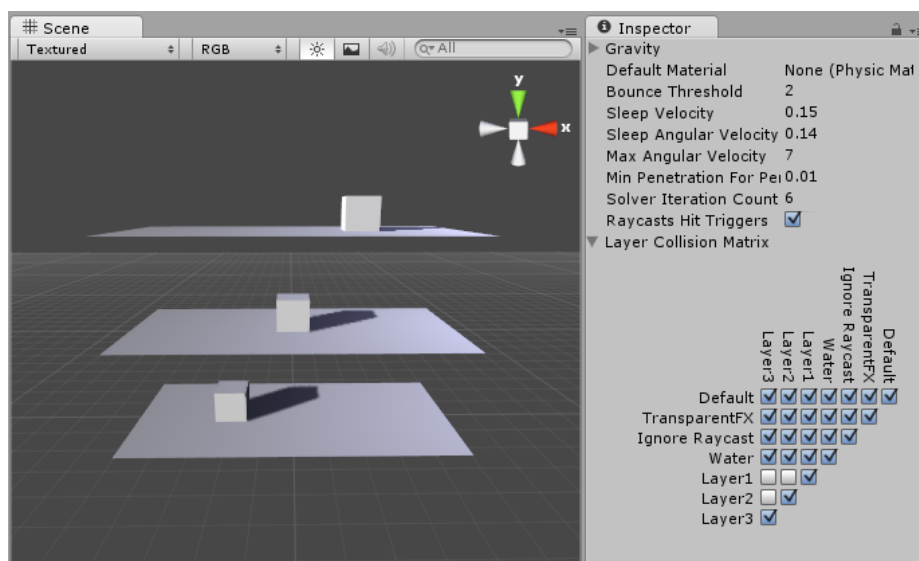 Scene
Textured RGB All
y
x
Inspector
Gravity
Default Material None (Physic Mat
Bounce Threshold 2
Sleep Velocity 0.15
Sleep Angular Velocity 0.14
Max Angular Velocity 7
Min Penetration For Pe 0.01
Solver Iteration Count 6
Raycasts Hit Triggers
Layer Collision Matrix
Layer3
Layer2
Layer1
Water
Ignore Raycast
TransparentFX
Default
Default
TransparentFX
Ignore Raycast
Water
Layer1
Layer2
Layer3